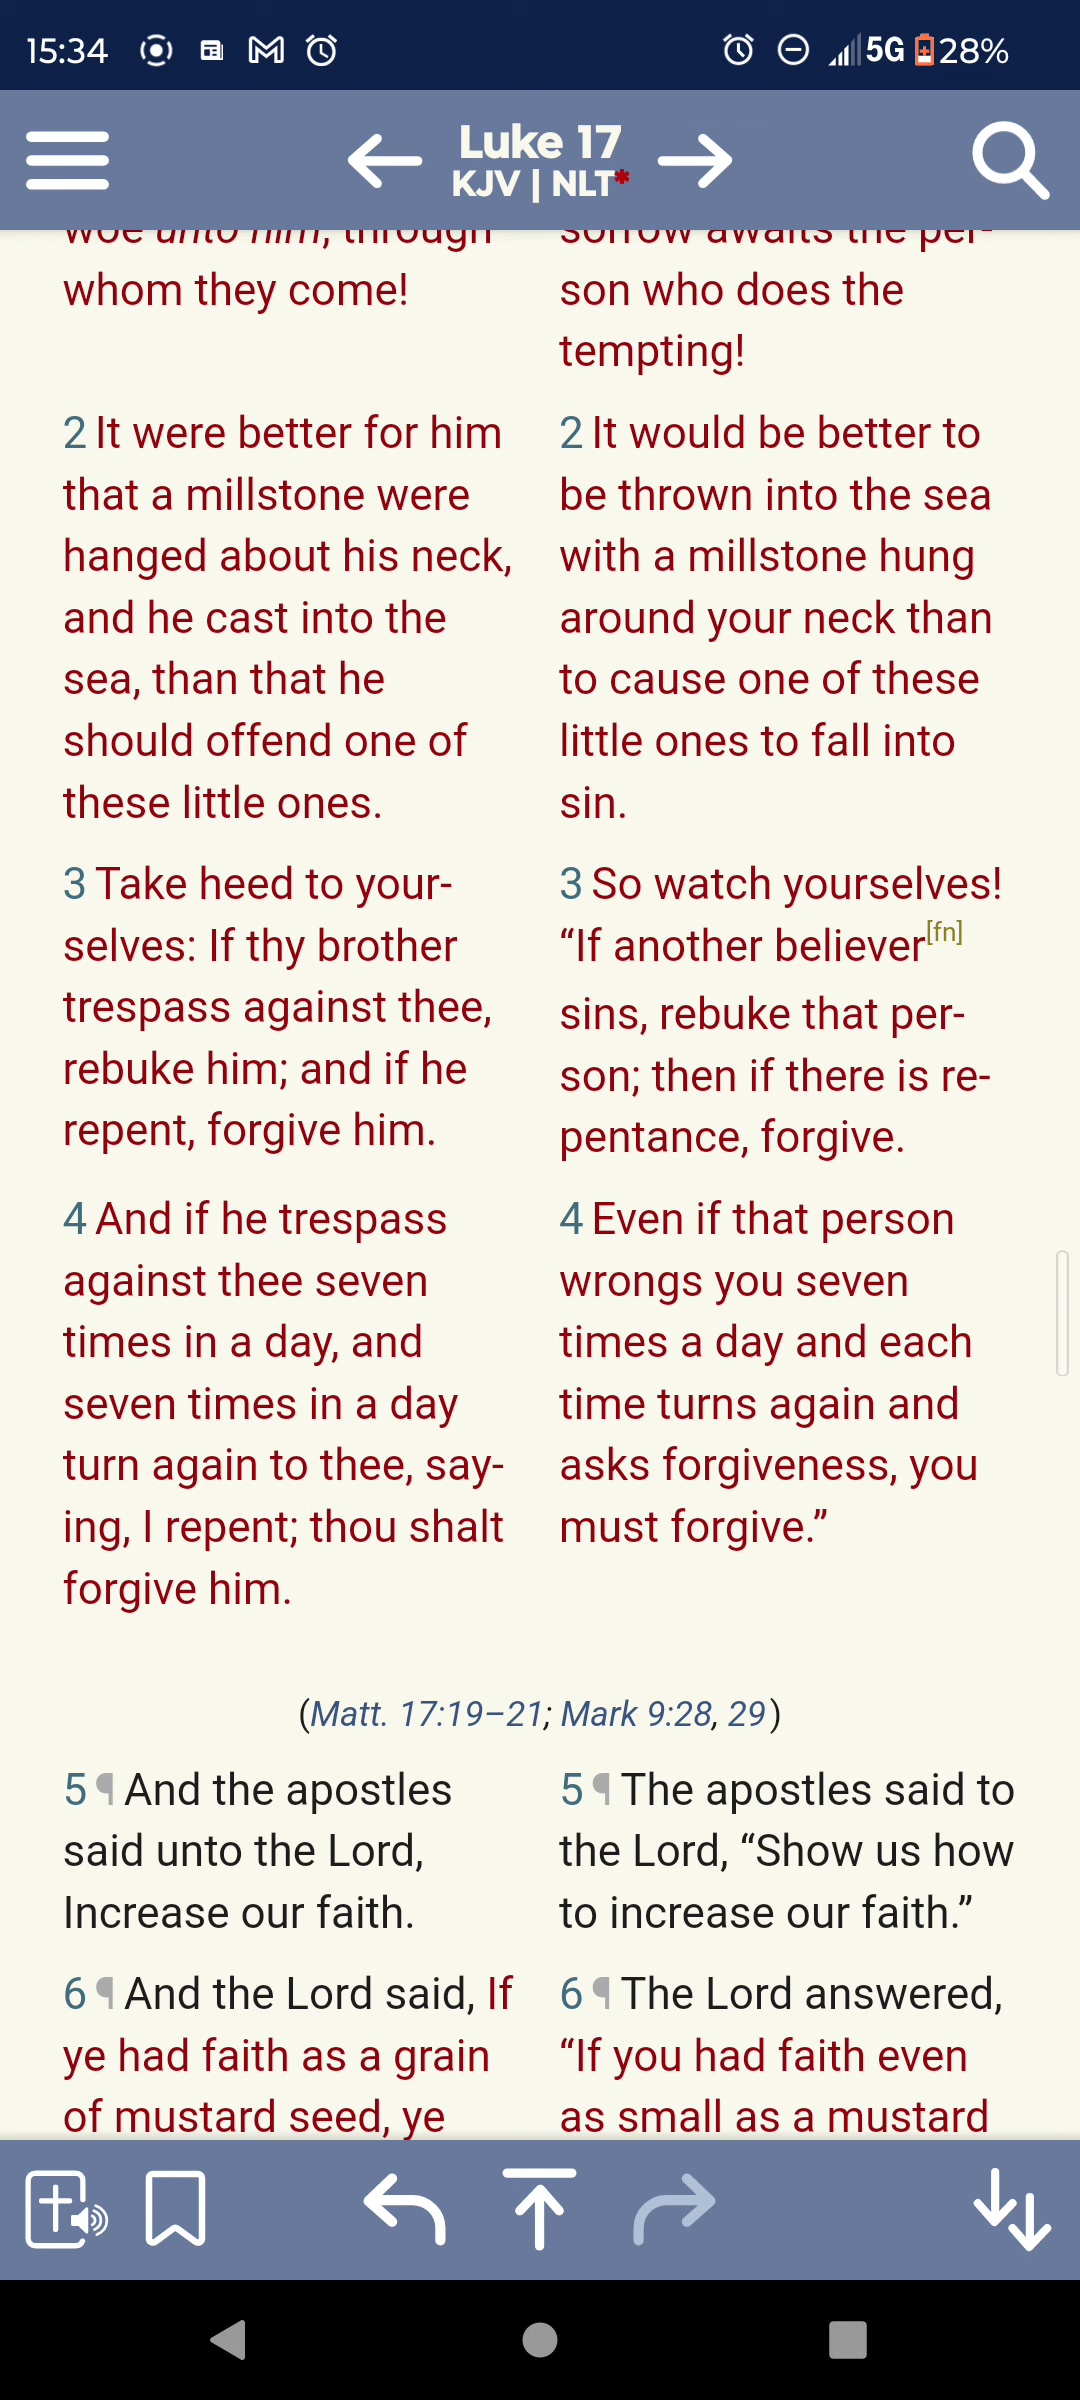 15:34
5G 28%
Luke 17
KJV | NLT*
woe unto him, through
whom they come!
2 It were better for him
that a millstone were
hanged about his neck,
and he cast into the
sea, than that he
should offend one of
these little ones.
3 Take heed to your-
selves: If thy brother
trespass against thee,
rebuke him; and if he
repent, forgive him.
4 And if he trespass
against thee seven
times in a day, and
seven times in a day
turn again to thee, say-
ing, I repent; thou shalt
forgive him.
sorrow awaits the per-
son who does the
tempting!
2 It would be better to
be thrown into the sea
with a millstone hung
around your neck than
to cause one of these
little ones to fall into
sin.
3 So watch yourselves!
“If another believer[fn]
sins, rebuke that per-
son; then if there is re-
pentance, forgive.
4 Even if that person
wrongs you seven
times a day and each
time turns again and
asks forgiveness, you
must forgive.”
(Matt. 17:19–21; Mark 9:28, 29)
5 ¶ And the apostles
said unto the Lord,
Increase our faith.
6 ¶ And the Lord said, If
ye had faith as a grain
of mustard seed, ye
5 ¶ The apostles said to
the Lord, “Show us how
to increase our faith.”
6 ¶ The Lord answered,
“If you had faith even
as small as a mustard